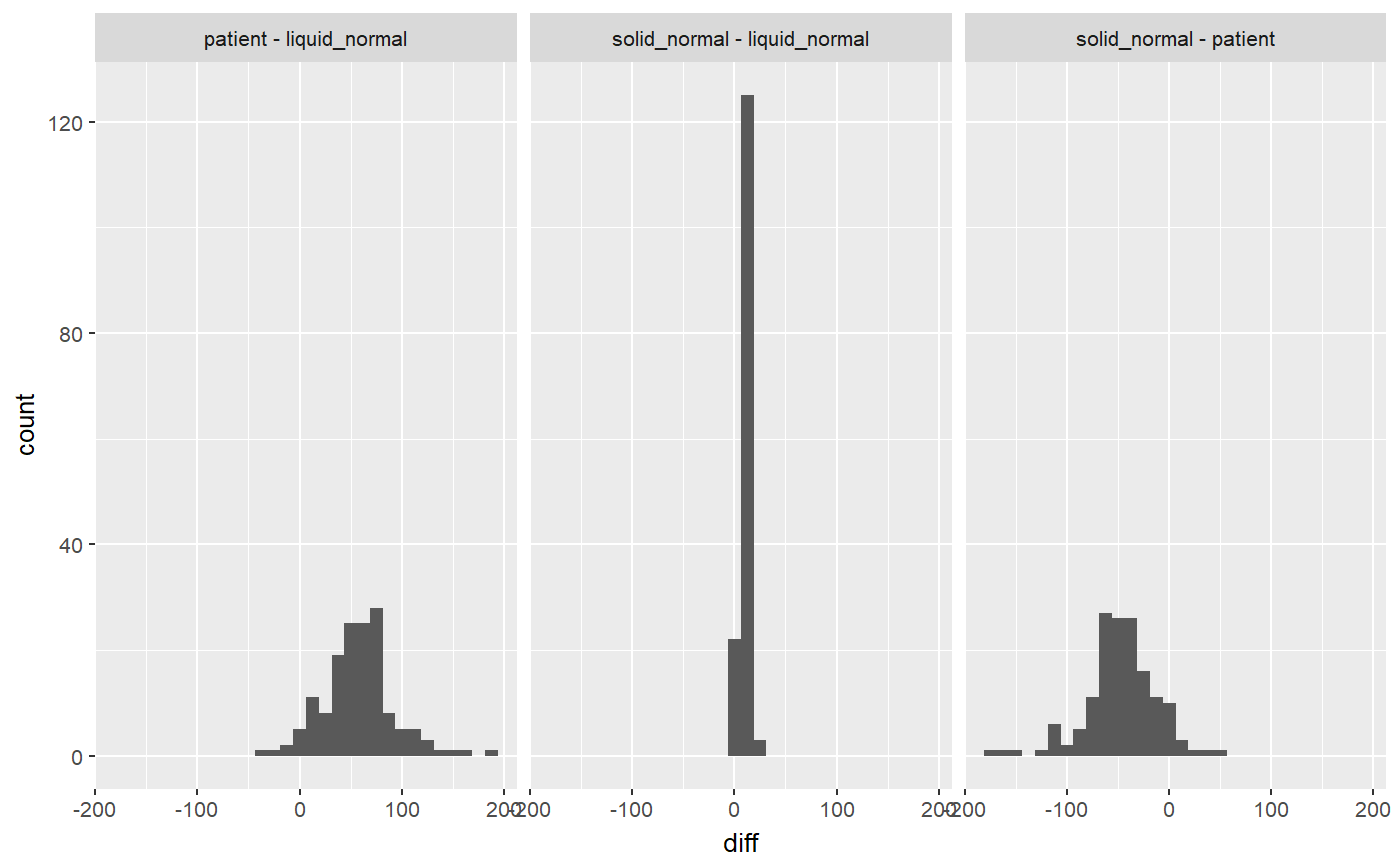 patient - liquid_normal
solid_normal - liquid_normal
solid_normal - patient
120
80
40
0
count
-200 -100 0 100 200
-200 -100 0 100 200
-200 -100 0 100 200
diff